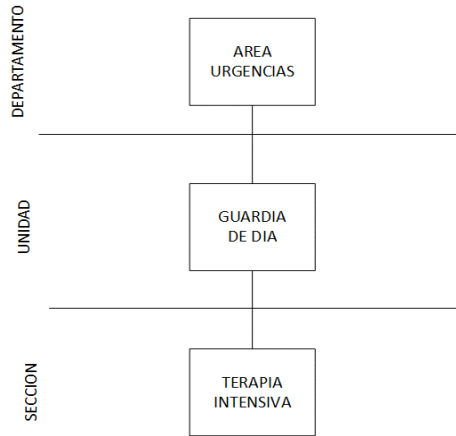 DEPARTAMENTO
AREA
URGENCIAS
UNIDAD
GUARDIA
DE DIA
SECCION
TERAPIA
INTENSIVA